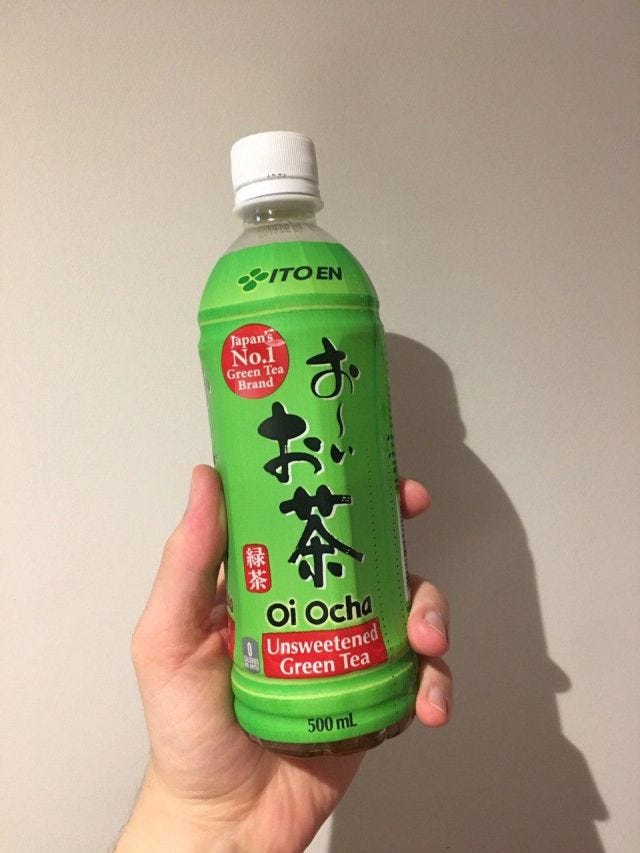 ITO EN
Japan's
No.1
Green Tea
Brand
お〜い
お茶
緑茶
Oi Ocha
Unsweetened
Green Tea
0
500 mL